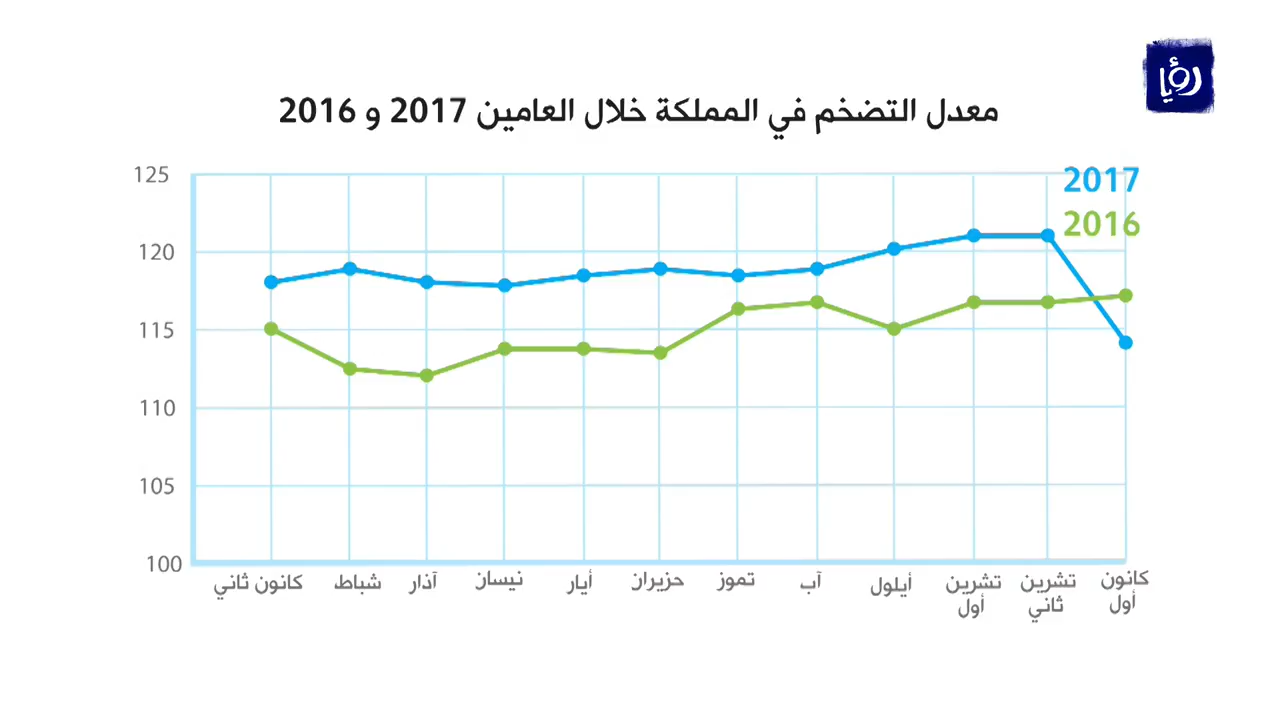 رؤيا
معدل التضخم في المملكة خلال العامين 2017 و 2016
2017
2016
125
120
115
110
105
100
كانون ثاني
شباط
آذار
نيسان
أيار
حزيران
تموز
آب
أيلول
تشرين
أول
تشرين
ثاني
كانون
أول